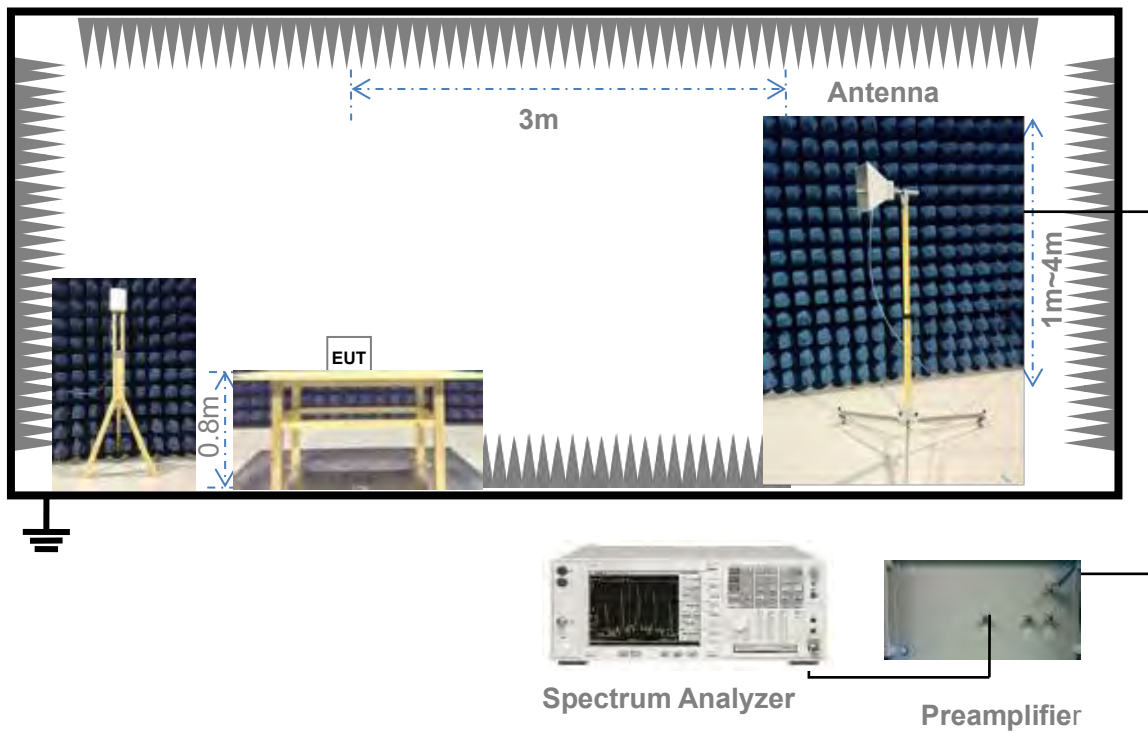 Antenna
3m
1m~4m
EUT
0.8m
Spectrum Analyzer
Preamplifier